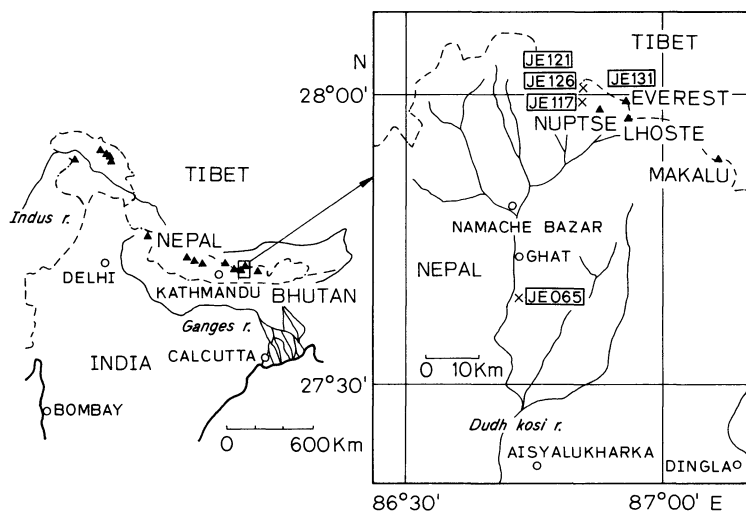 TIBET
Indus r.
NEPAL
DELHI
KATHMANDU
BHUTAN
Ganges r.
INDIA
CALCUTTA
BOMBAY
0 600Km
N
28°00'
27°30'
TIBET
JE121
JE126
JE131
JE117
EVEREST
NUPTSE
LHOSTE
MAKALU
NAMACHE BAZAR
NEPAL
GHAT
JE065
0 10Km
Dudh kosi r.
AISYALUKHARKA
DINGLA
86°30'
87°00' E